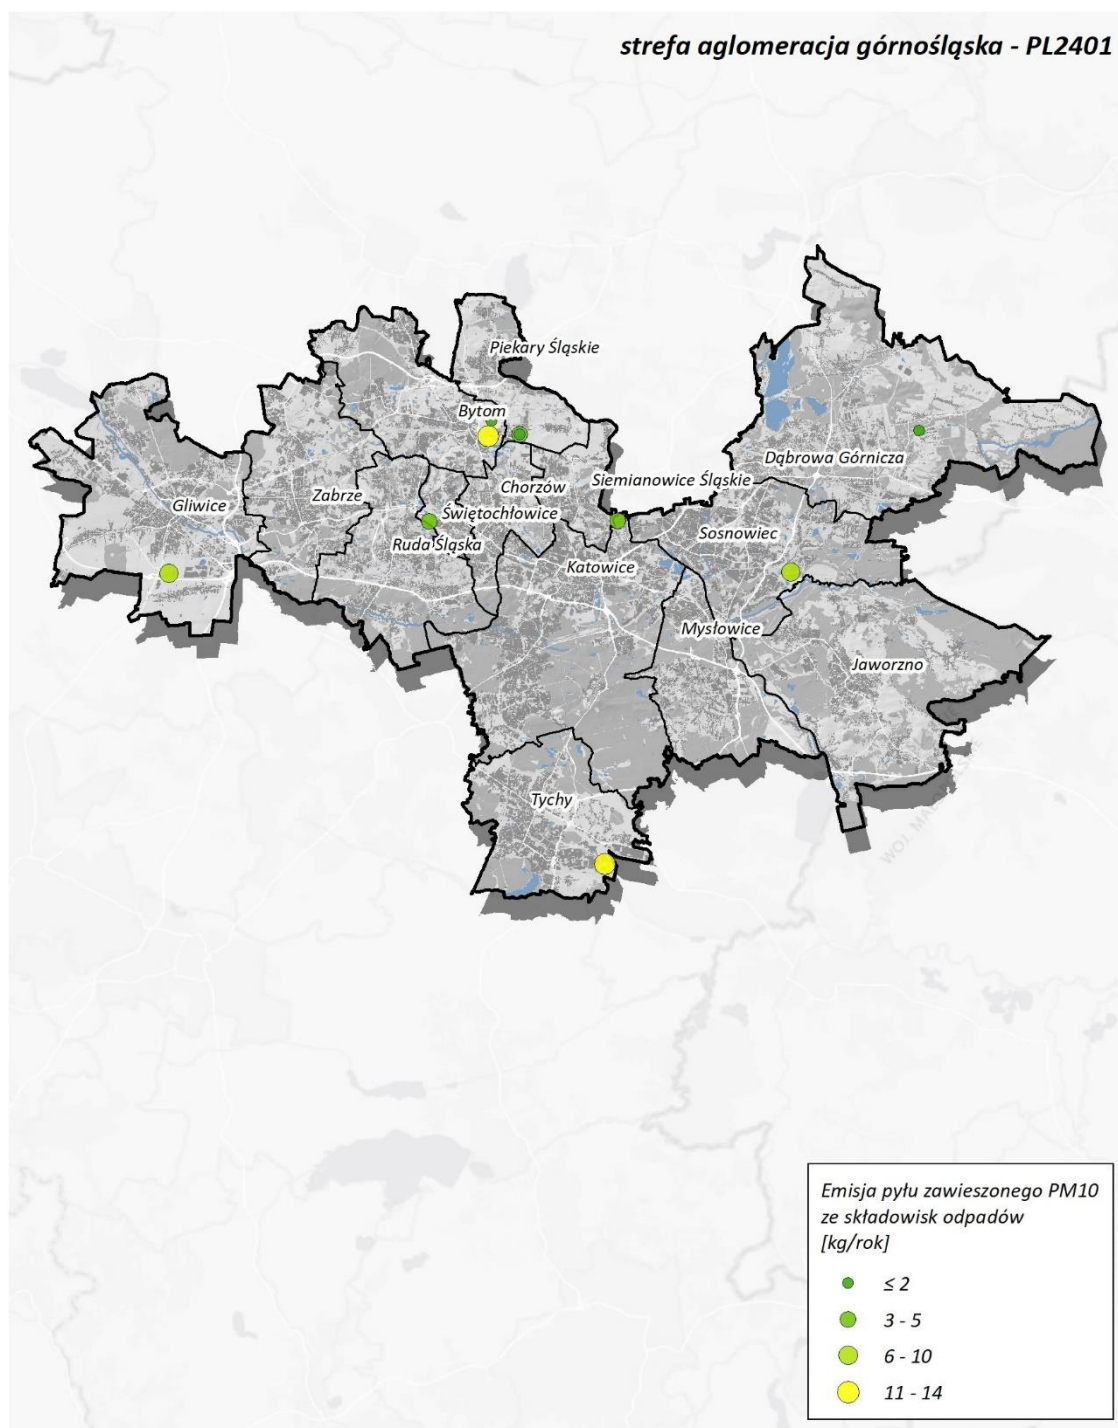 strefa aglomeracja górnośląska - PL2401
Piekary Śląskie
Bytom
Dąbrowa Górnicza
Siemianowice Śląskie
Chorzów
Zabrze
Gliwice
Świętochłowice
Sosnowiec
Ruda Śląska
Katowice
Mysłowice
Jaworzno
Tychy
Emisja pyłu zawieszonego PM10
ze składowisk odpadów
[kg/rok]
≤ 2
3 - 5
6 - 10
11 - 14